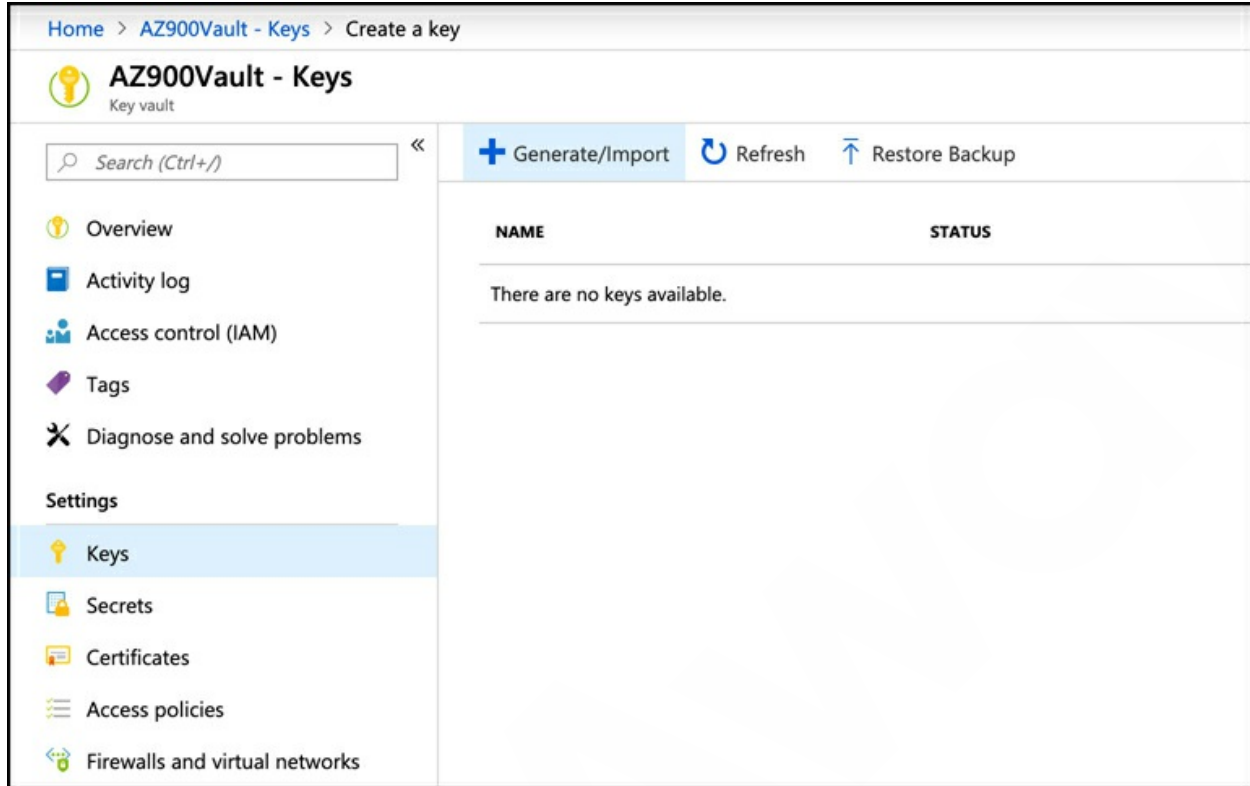 Home > AZ900Vault - Keys > Create a key
AZ900Vault - Keys
Key vault
Search (Ctrl+/)
«
Generate/Import Refresh Restore Backup
Overview
Activity log
Access control (IAM)
Tags
Diagnose and solve problems
Settings
Keys
Secrets
Certificates
Access policies
Firewalls and virtual networks
NAME STATUS
There are no keys available.